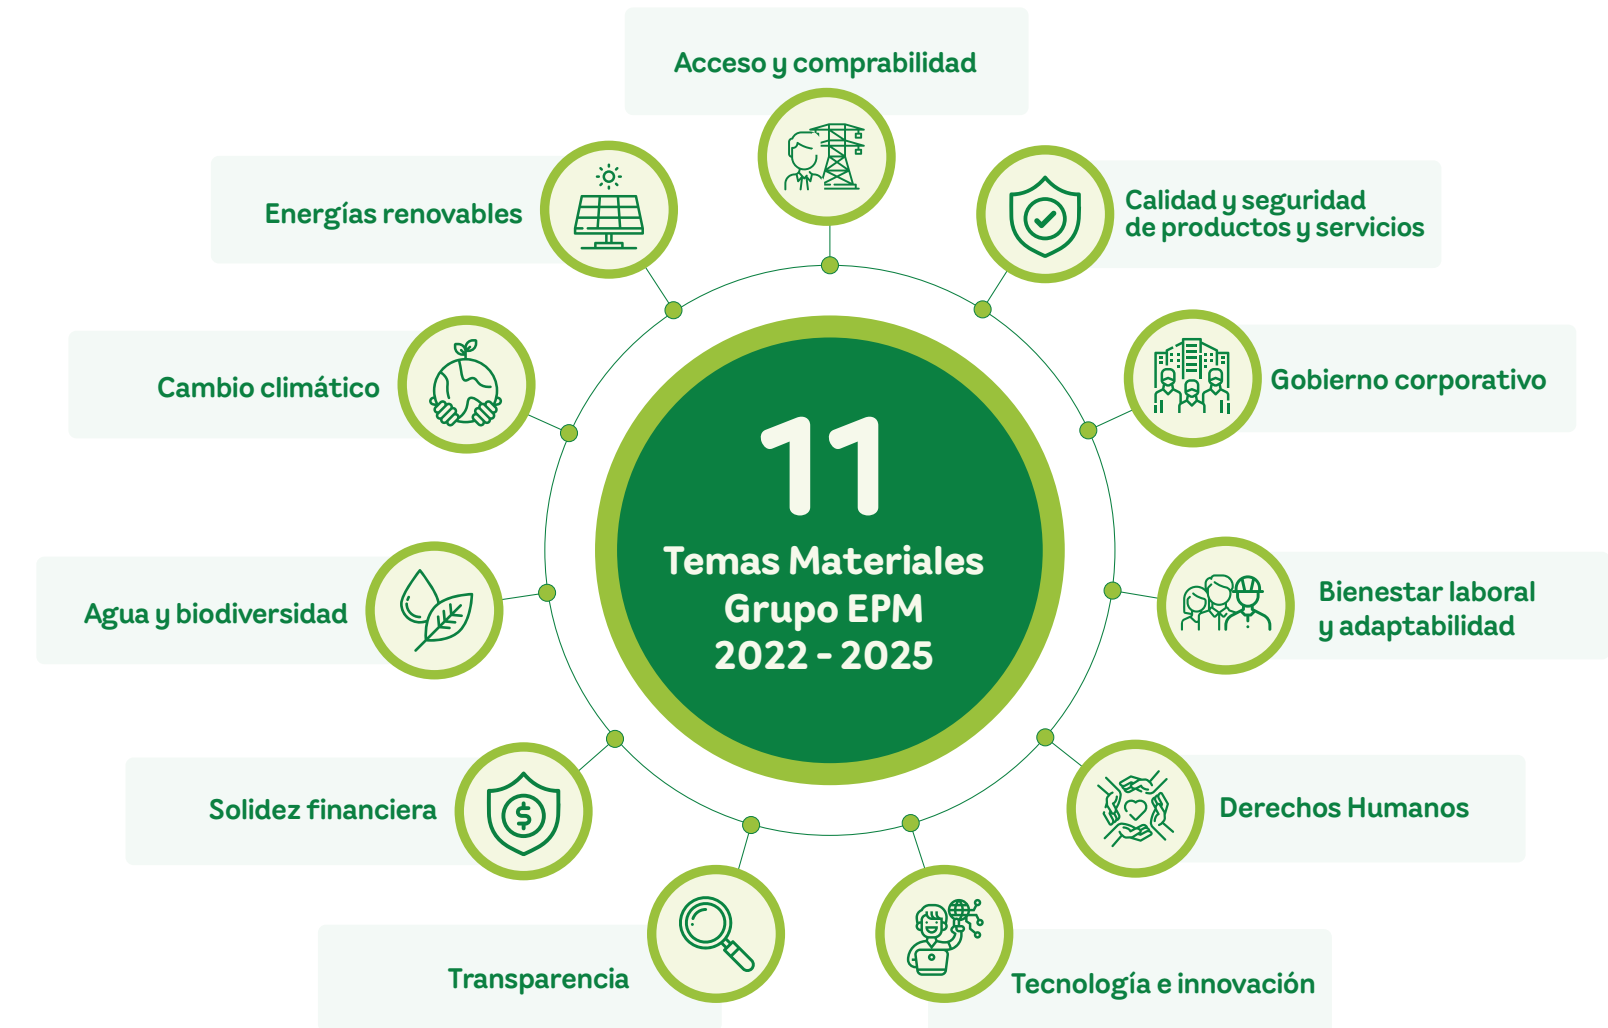 Acceso y comprabilidad
Energías renovables
Calidad y seguridad
de productos y servicios
Cambio climático
Gobierno corporativo
11
Temas Materiales
Grupo EPM
2022 - 2025
Agua y biodiversidad
Bienestar laboral
y adaptabilidad
Solidez financiera
Derechos Humanos
Transparencia
Tecnología e innovación